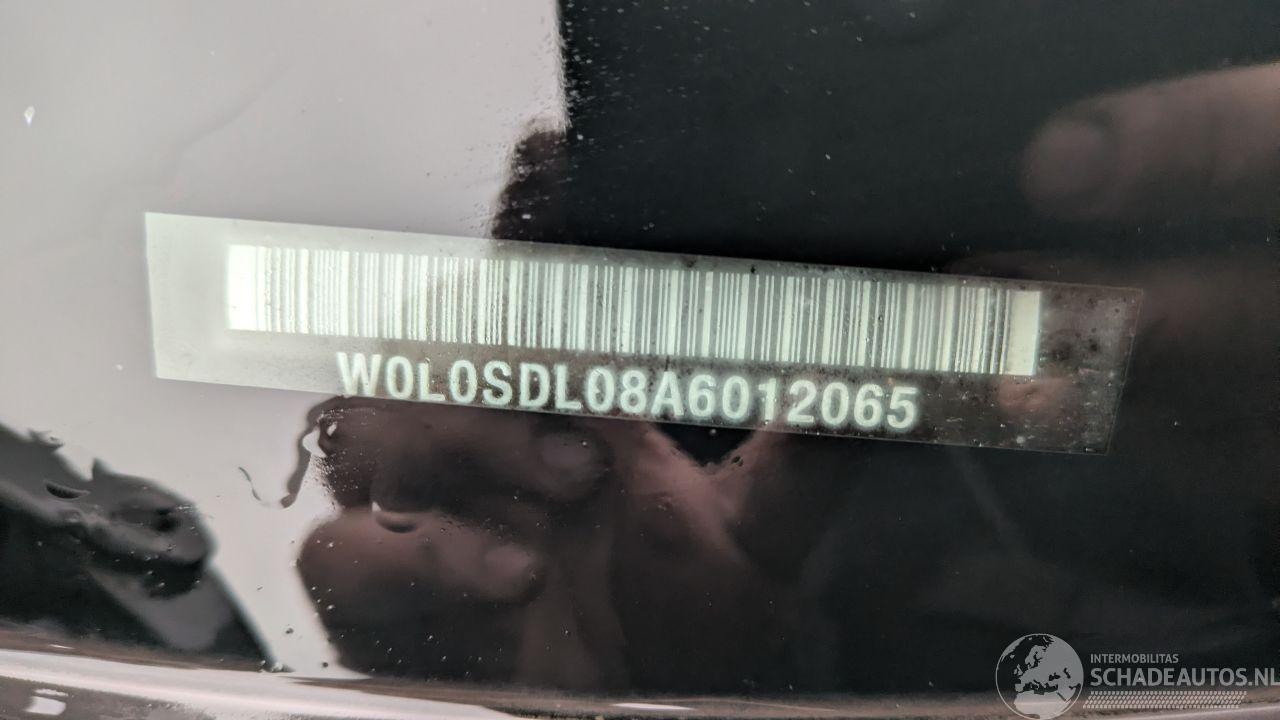 W0L0SDL08A6012065
INTERMOBILITAS
SCHADEAUTOS.NL